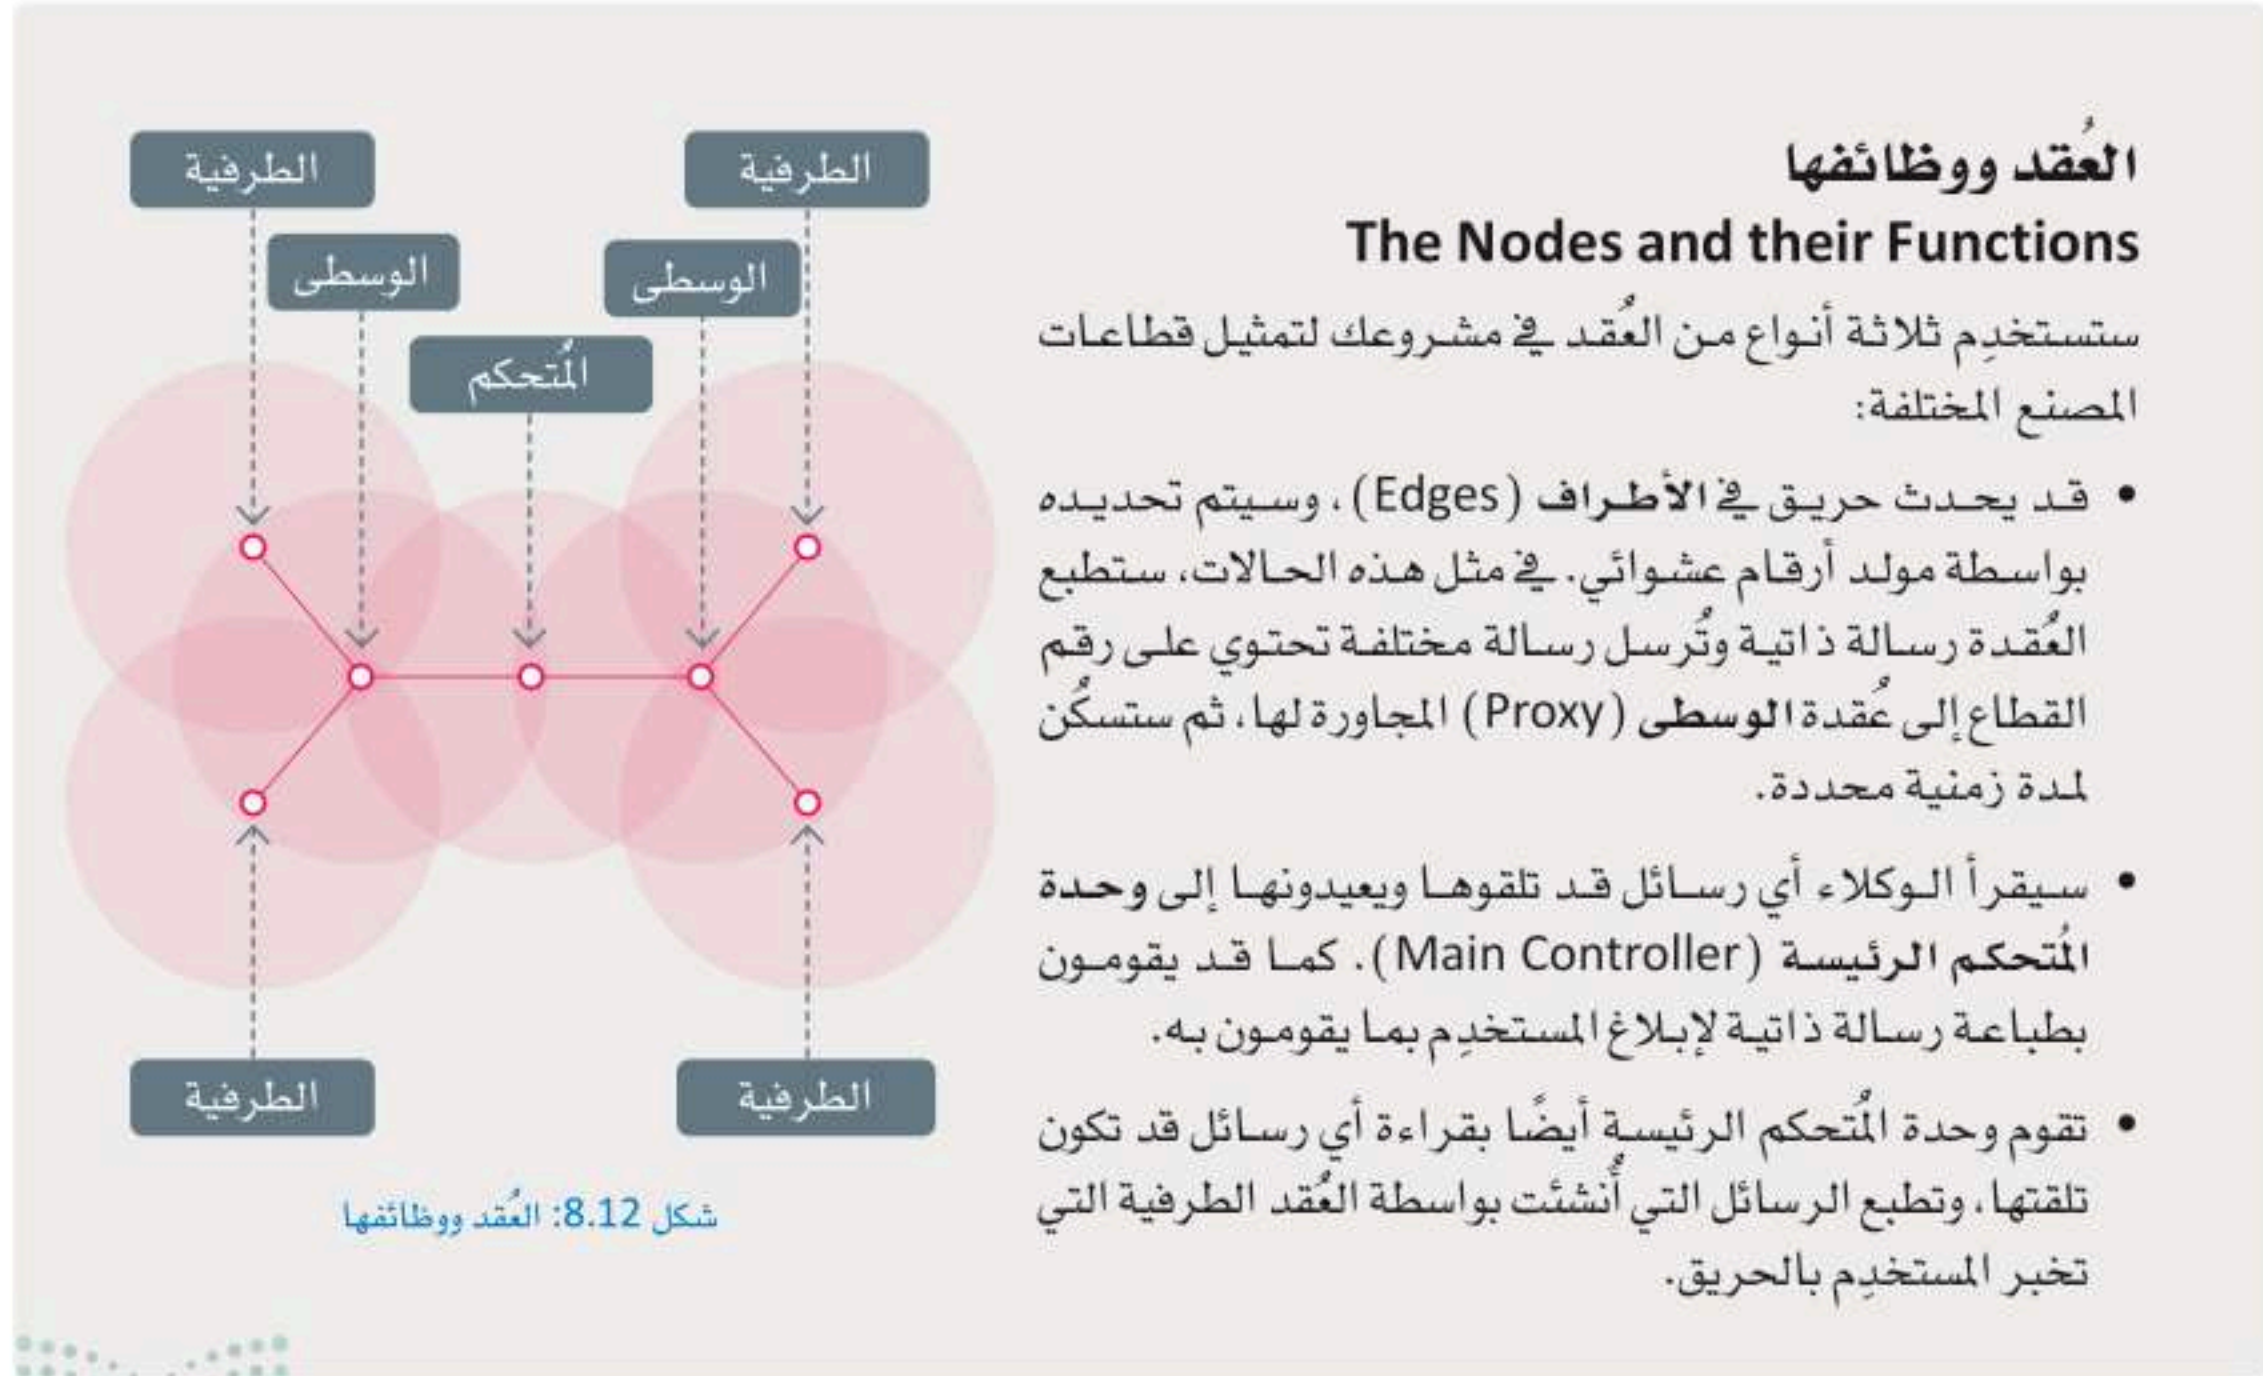 العُقد ووظائفها
The Nodes and their Functions
ستستخدِم ثلاثة أنواع من العُقد في مشروعك لتمثيل قطاعات
المصنع المختلفة:
• قد يحدث حريق في الأطراف (Edges)، وسيتم تحديده
بواسطة مولد أرقام عشوائي. في مثل هذه الحالات، ستطبع
العُقدة رسالة ذاتية وتُرسل رسالة مختلفة تحتوي على رقم
القطاع إلى عُقدة الوسطى (Proxy) المجاورة لها، ثم ستسكُن
لمدة زمنية محددة.
• سيقرأ الوكلاء أي رسائل قد تلقوها ويعيدونها إلى وحدة
المُتحكم الرئيسة (Main Controller). كما قد يقومون
بطباعة رسالة ذاتية لإبلاغ المستخدِم بما يقومون به.
• تقوم وحدة المُتحكم الرئيسة أيضًا بقراءة أي رسائل قد تكون
تلقتها، وتطبع الرسائل التي أُنشئت بواسطة العُقد الطرفية التي
تخبر المستخدِم بالحريق.
الطرفية
الطرفية
الوسطى
الوسطى
المُتحكم
الطرفية
الطرفية
شكل 8.12: العُقد ووظائفها